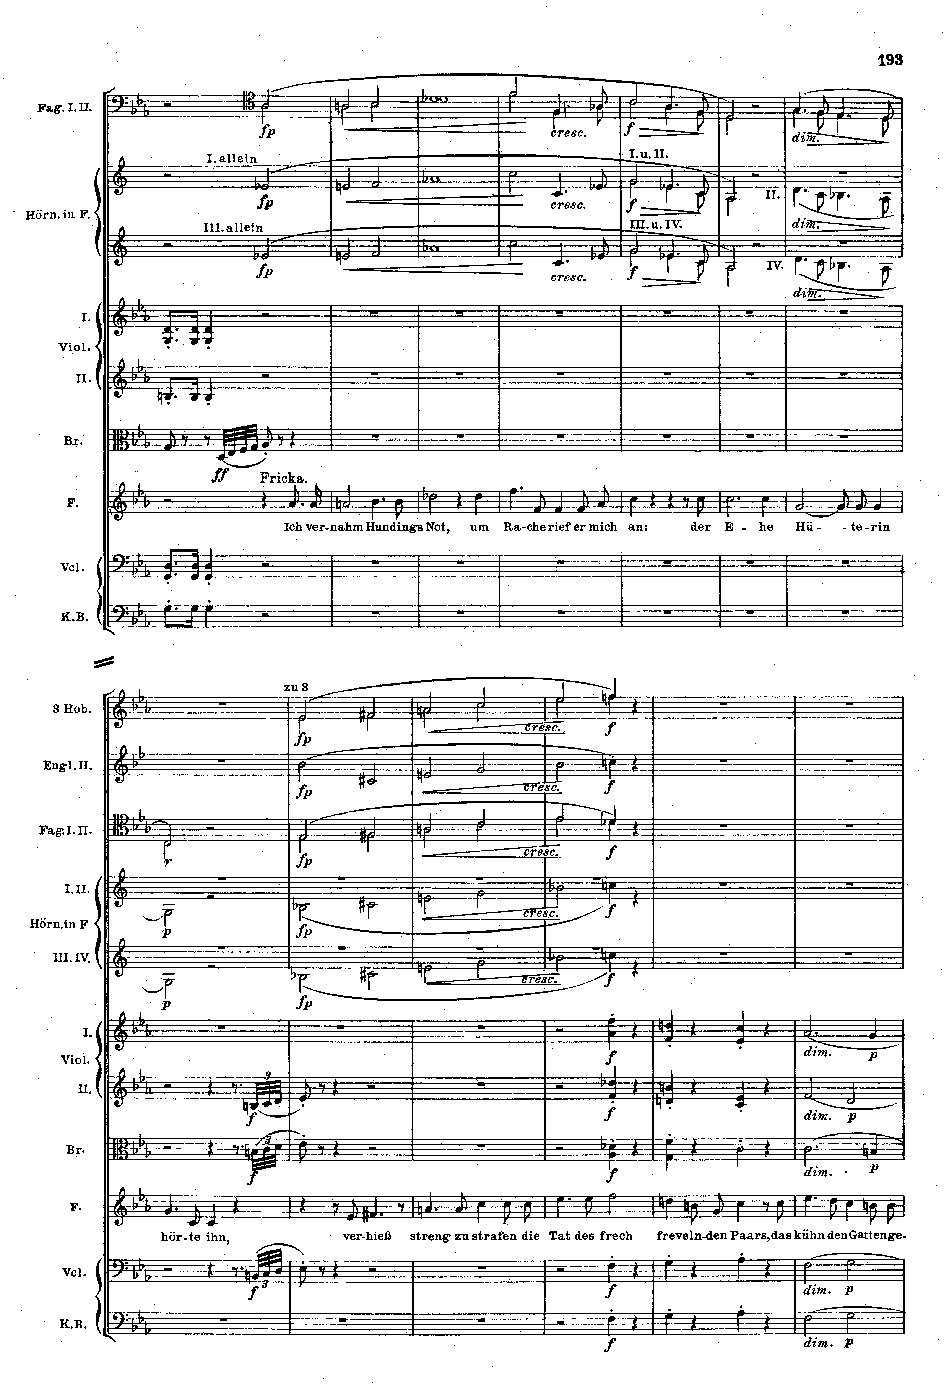 193
Fag. I. II.
fp
cresc.
f
dim.
I. allein
I. u. II.
II.
Hörn. in F.
fp
cresc.
f
dim.
III. allein
III. u. IV.
IV.
fp
cresc.
f
dim.
I.
Viol.
II.
Br.
ff
Fricka.
F.
Ich ver-nahm Hundings Not, um Ra-che rief er mich an: der E - he Hü - - te-rin
Vcl.
K.B.
zu 3
3 Hob.
fp
cresc.
f
Engl. H.
fp
cresc.
f
Fag. I. II.
fp
cresc.
f
I. II.
p
fp
cresc.
f
Hörn. in F
III. IV.
p
fp
cresc.
f
I.
f
dim.
p
Viol.
II.
3
f
f
dim.
p
Br.
3
f
f
dim.
p
F.
hör-te ihn, ver-hieß streng zu strafen die Tat des frech freveln-den Paars, das kühn den Gattenge-
Vcl.
3
f
f
dim.
p
K.B.
f
dim.
p